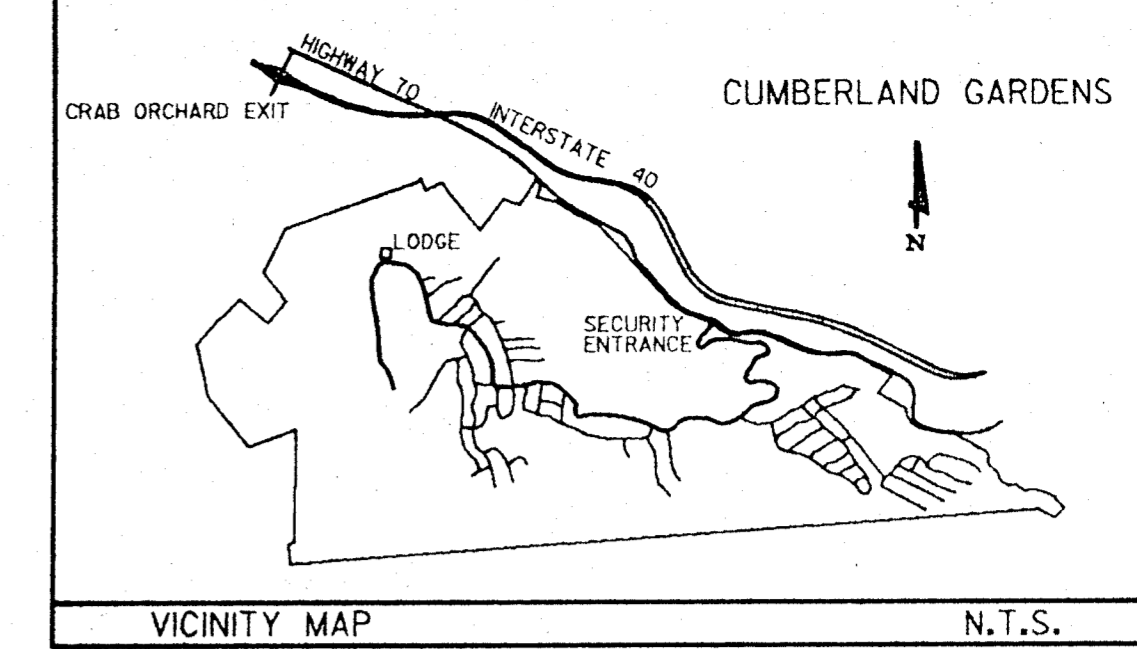 HIGHWAY 70
CUMBERLAND GARDENS
CRAB ORCHARD EXIT
INTERSTATE 40
N
LODGE
SECURITY
ENTRANCE
VICINITY MAP
N.T.S.